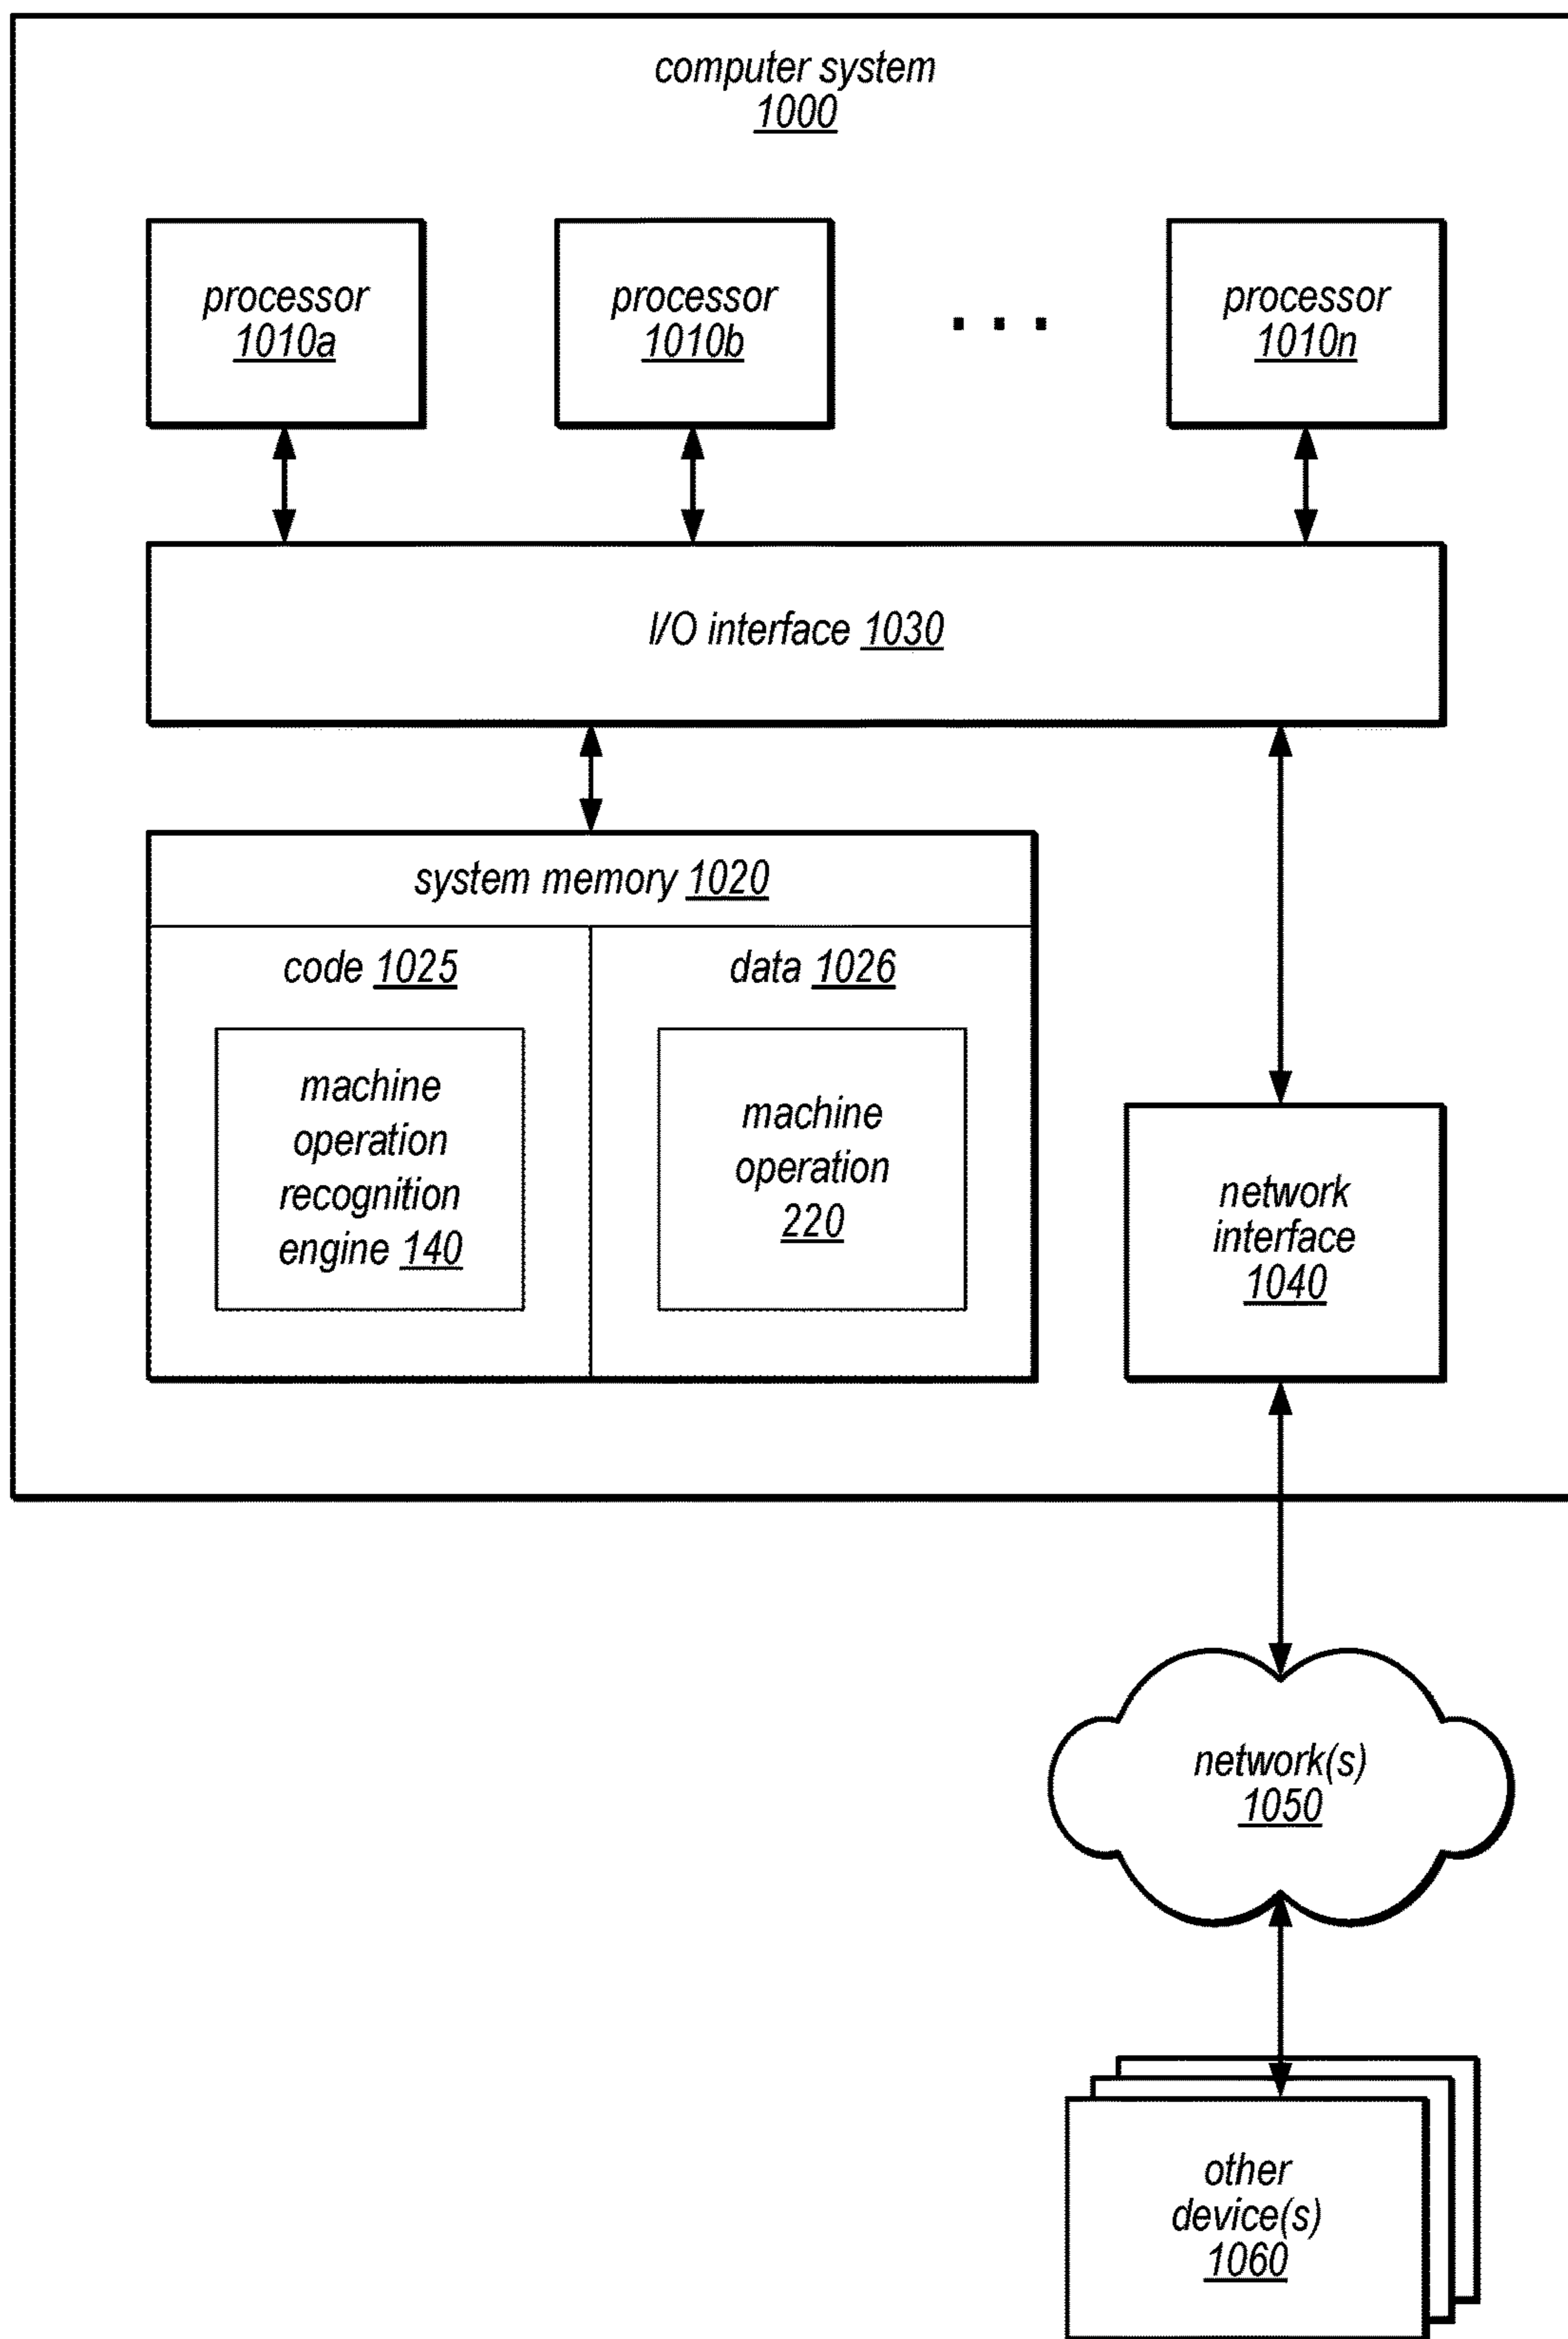 computer system
1000
processor
1010a
processor
1010b
. . .
processor
1010n
I/O interface 1030
system memory 1020
code 1025
machine
operation
recognition
engine 140
data 1026
machine
operation
220
network
interface
1040
network(s)
1050
other
device(s)
1060